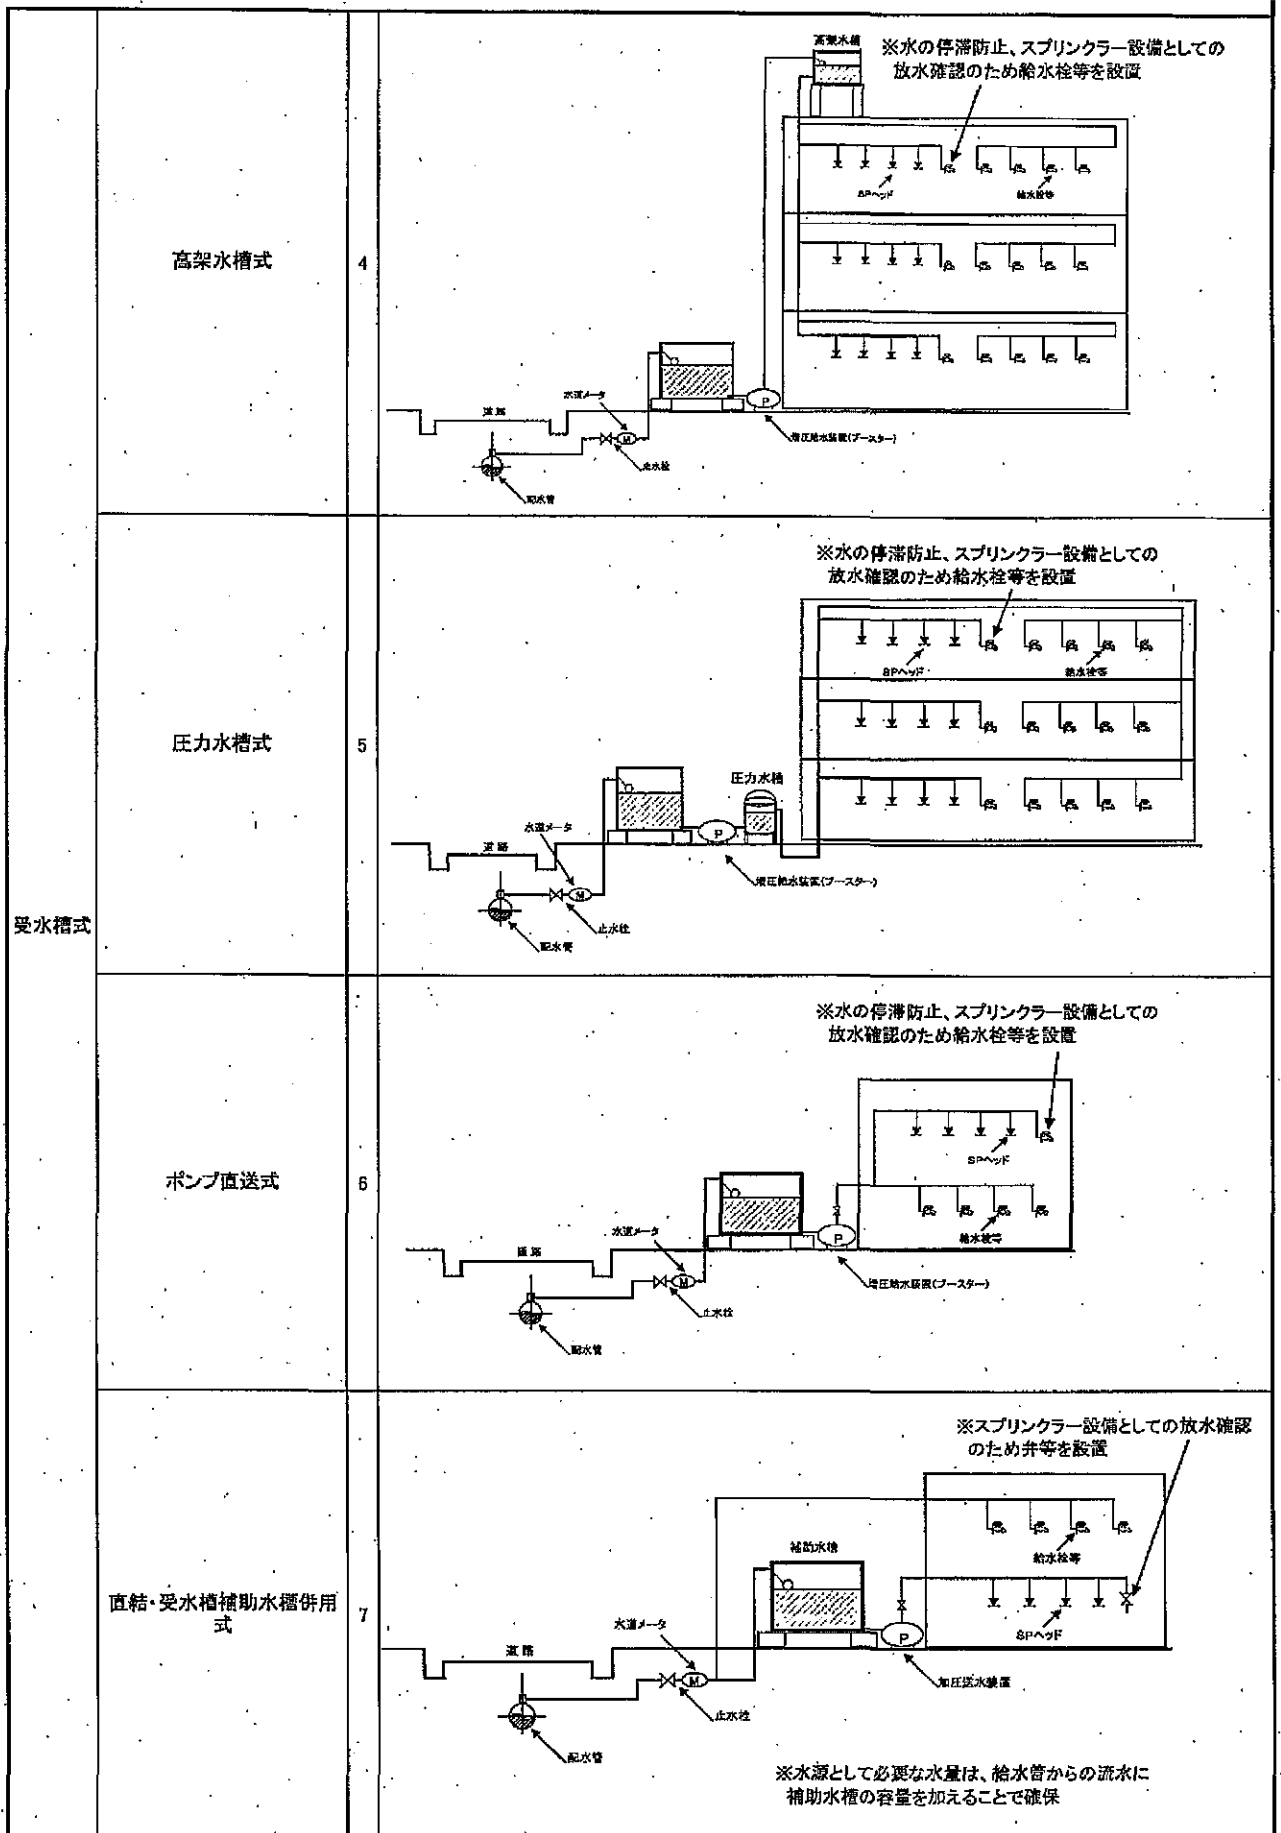 受水槽式
高架水槽式
4
高架水槽
※水の停滞防止、スプリンクラー設備としての
放水確認のため給水栓等を設置
SPヘッド
給水栓等
水道メータ
道路
増圧給水装置(ブースター)
止水栓
配水管
圧力水槽式
5
※水の停滞防止、スプリンクラー設備としての
放水確認のため給水栓等を設置
SPヘッド
給水栓等
圧力水槽
水道メータ
道路
増圧給水装置(ブースター)
止水栓
配水管
ポンプ直送式
6
※水の停滞防止、スプリンクラー設備としての
放水確認のため給水栓等を設置
SPヘッド
給水栓等
水道メータ
道路
増圧給水装置(ブースター)
止水栓
配水管
直結・受水槽補助水槽併用
式
7
※スプリンクラー設備としての放水確認
のため弁等を設置
給水栓等
補助水槽
SPヘッド
水道メータ
道路
加圧送水装置
止水栓
配水管
※水源として必要な水量は、給水管からの流水に
補助水槽の容量を加えることで確保
P
M
P
M
P
M
P
M